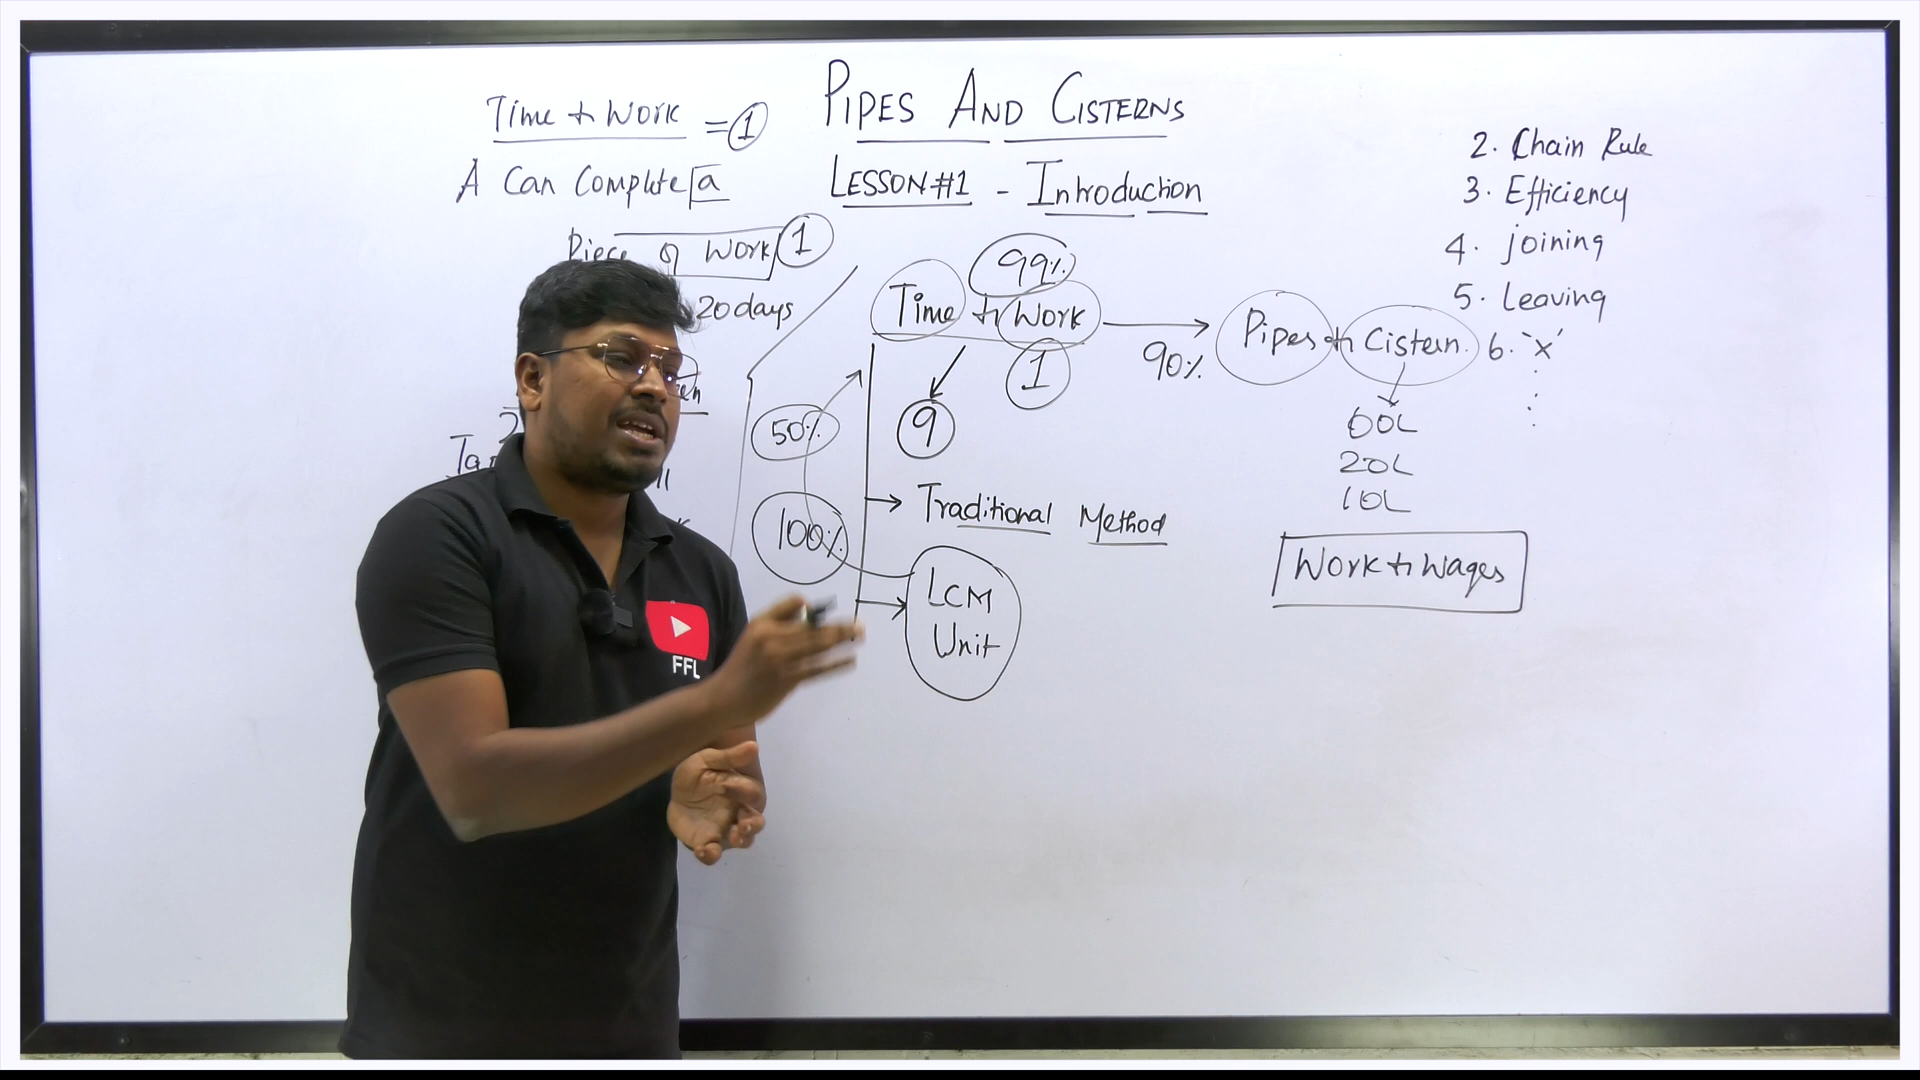 PIPES AND CISTERNS
LESSON #1 - Introduction
Time & Work = 1
A Can Complete a
Piece of Work 1
20 days
99%
Time & Work
1
9
50%
100%
Traditional Method
LCM
Unit
90%
Pipes & Cistern
60L
20L
10L
Work & Wages
2. Chain Rule
3. Efficiency
4. joining
5. Leaving
6. 'x'
FFL